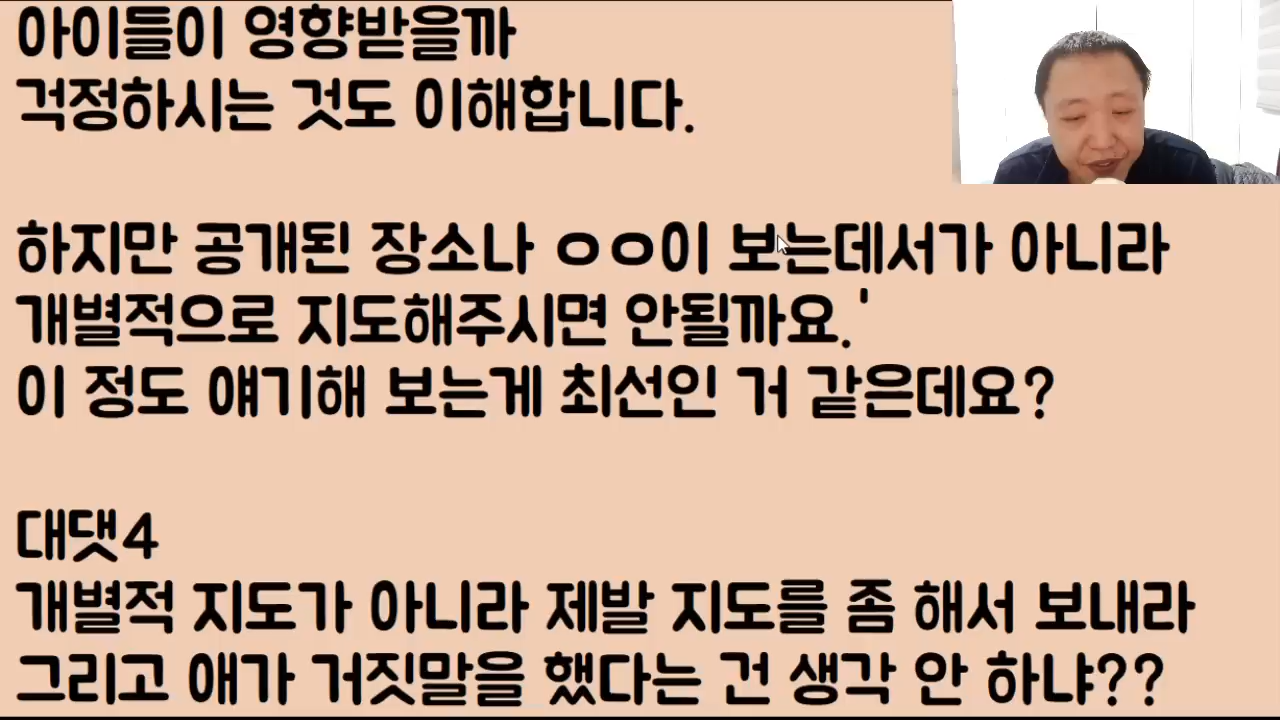 아이들이 영향받을까
걱정하시는 것도 이해합니다.
하지만 공개된 장소나 ㅇㅇ이 보는데서가 아니라
개별적으로 지도해주시면 안될까요.'
이 정도 얘기해 보는게 최선인 거 같은데요?
대댓4
개별적 지도가 아니라 제발 지도를 좀 해서 보내라
그리고 애가 거짓말을 했다는 건 생각 안 하냐??